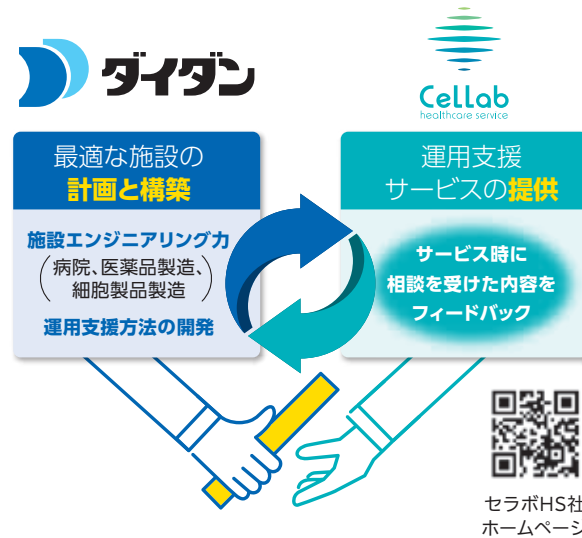 ダイダン
Cellab
healthcare service
最適な施設の
計画と構築
施設エンジニアリング力
(病院、医薬品製造、
細胞製品製造)
運用支援方法の開発
運用支援
サービスの提供
サービス時に
相談を受けた内容を
フィードバック
セラボHS社
ホームページ